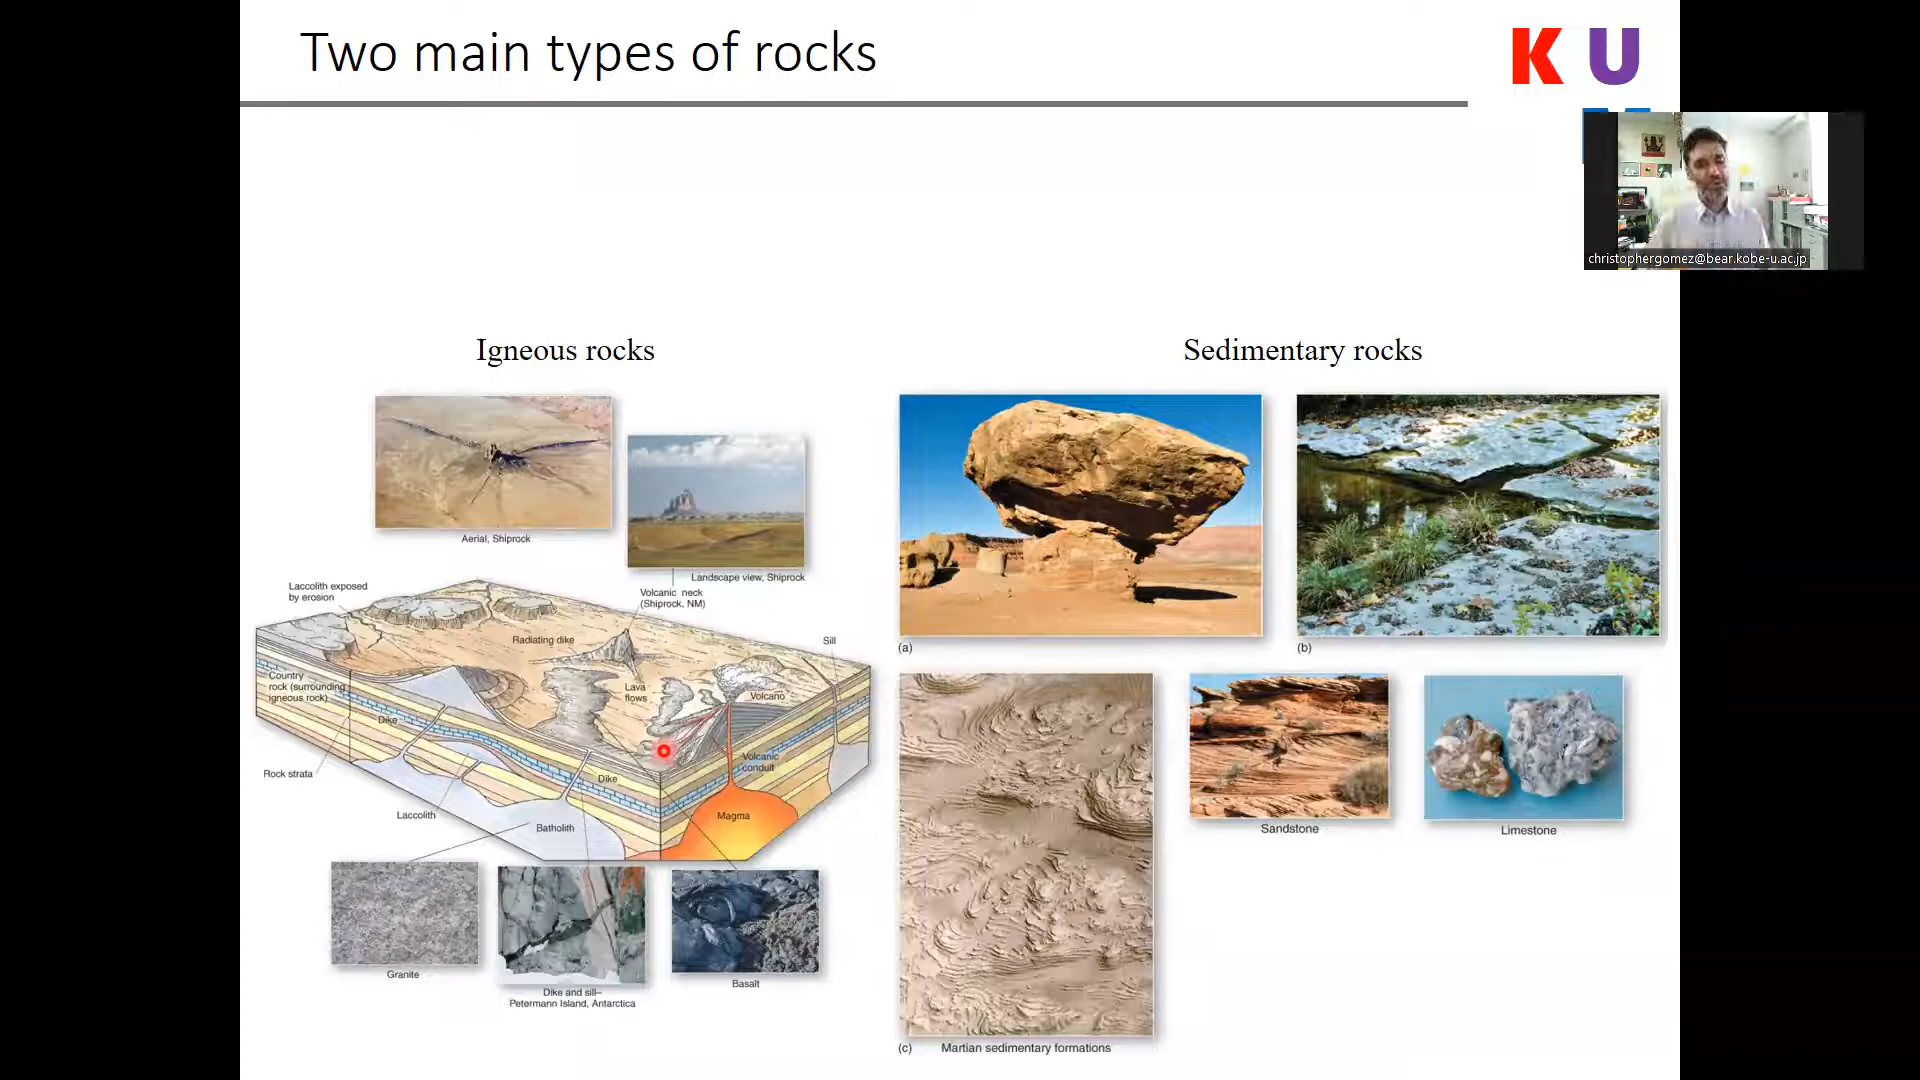 Two main types of rocks
K U
christophergomez@bear.kobe-u.ac.jp
Igneous rocks
Sedimentary rocks
Aerial, Shiprock
Landscape view, Shiprock
Volcanic neck
(Shiprock, NM)
Laccolith exposed
by erosion
Radiating dike
Sill
Country
rock (surrounding
igneous rock)
Lava
flows
Volcano
Dike
Volcanic
conduit
Rock strata
Dike
Laccolith
Batholith
Magma
Granite
Dike and sill–
Petermann Island, Antarctica
Basalt
(a)
(b)
Sandstone
Limestone
(c) Martian sedimentary formations